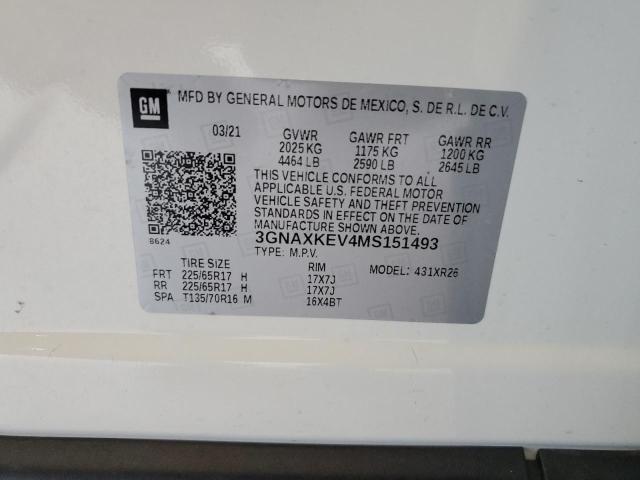 GM
MFD BY GENERAL MOTORS DE MEXICO, S. DE R.L. DE C.V.
03/21 GVWR GAWR FRT GAWR RR
2025 KG 1175 KG 1200 KG
4464 LB 2590 LB 2645 LB
THIS VEHICLE CONFORMS TO ALL
APPLICABLE U.S. FEDERAL MOTOR
VEHICLE SAFETY AND THEFT PREVENTION
STANDARDS IN EFFECT ON THE DATE OF
MANUFACTURE SHOWN ABOVE.
8624 3GNAXKEV4MS151493
TYPE: M.P.V.
TIRE SIZE RIM MODEL: 431XR26
FRT 225/65R17 H 17X7J
RR 225/65R17 H 17X7J
SPA T135/70R16 M 16X4BT